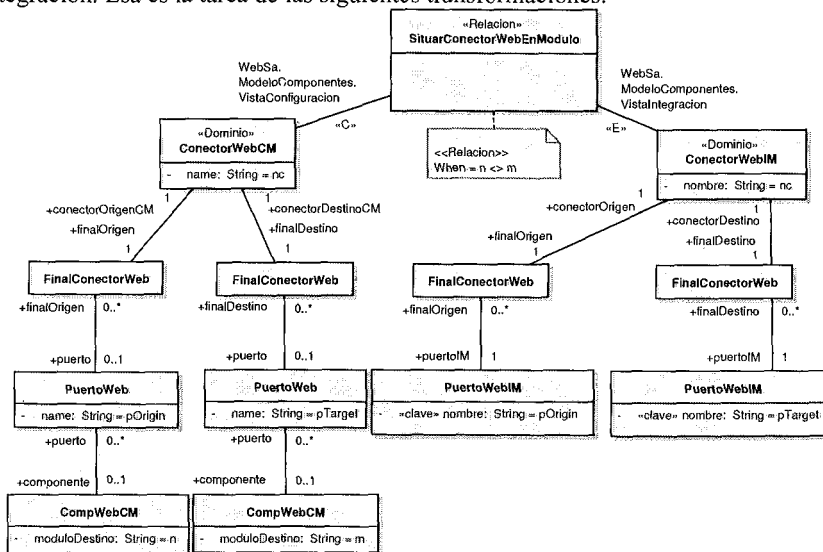 tegración. Esa es la tarea de las siguientes transformaciones.
«Relacion»
SituarConectorWebEnModulo
WebSa.
ModeloComponentes.
VistaConfiguracion
«C»
WebSa.
ModeloComponentes.
VistaIntegracion
«E»
<<Relacion>>
When = n <> m
«Dominio»
ConectorWebCM
- name: String = nc
«Dominio»
ConectorWebIM
- nombre: String = nc
1
+conectorOrigenCM
+finalOrigen
1
1
+conectorDestinoCM
+finalDestino
1
1
+conectorOrigen
+finalOrigen
1
1
+conectorDestino
+finalDestino
1
FinalConectorWeb
FinalConectorWeb
FinalConectorWeb
FinalConectorWeb
+finalOrigen 0..*
+finalDestino 0..*
+finalOrigen 0..*
+finalDestino 0..*
+puerto 0..1
+puerto 0..1
+puertoIM 1
+puertoIM 1
PuertoWeb
- name: String = pOrigin
PuertoWeb
- name: String = pTarget
PuertoWebIM
- «clave» nombre: String = pOrigin
PuertoWebIM
- «clave» nombre: String = pTarget
+puerto 0..*
+puerto 0..*
+componente 0..1
+componente 0..1
CompWebCM
- moduloDestino: String = n
CompWebCM
- moduloDestino: String = m